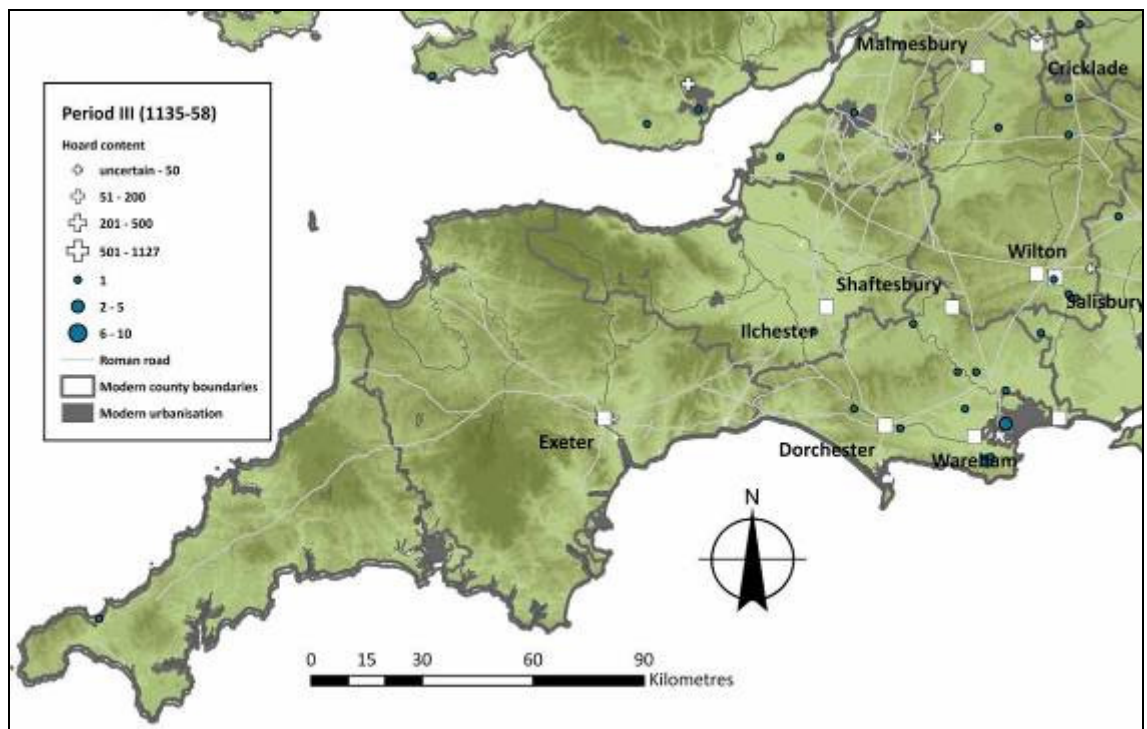 Period III (1135-58)
Hoard content
uncertain - 50
51 - 200
201 - 500
501 - 1127
1
2 - 5
6 - 10
Roman road
Modern county boundaries
Modern urbanisation
Malmesbury
Cricklade
Wilton
Shaftesbury
Salisbury
Ilchester
Exeter
Dorchester
Wareham
N
0 15 30 60 90
Kilometres